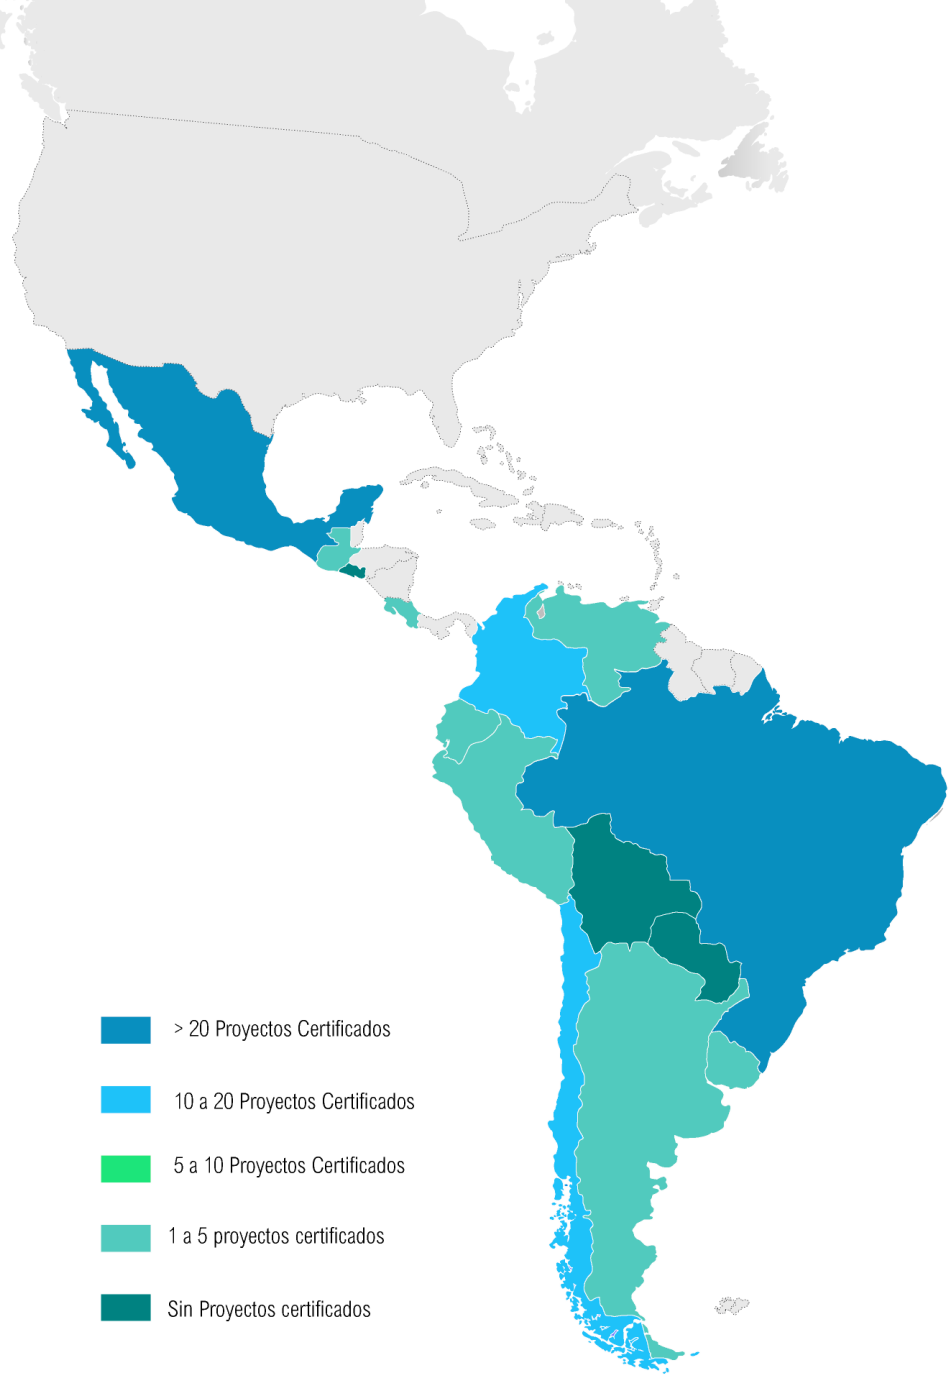 > 20 Proyectos Certificados
10 a 20 Proyectos Certificados
5 a 10 Proyectos Certificados
1 a 5 proyectos certificados
Sin Proyectos certificados